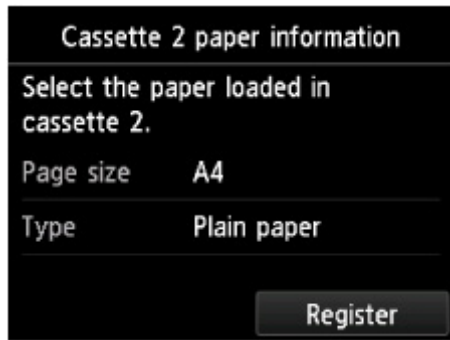 Cassette 2 paper information
Select the paper loaded in
cassette 2.
Page size A4
Type Plain paper
Register